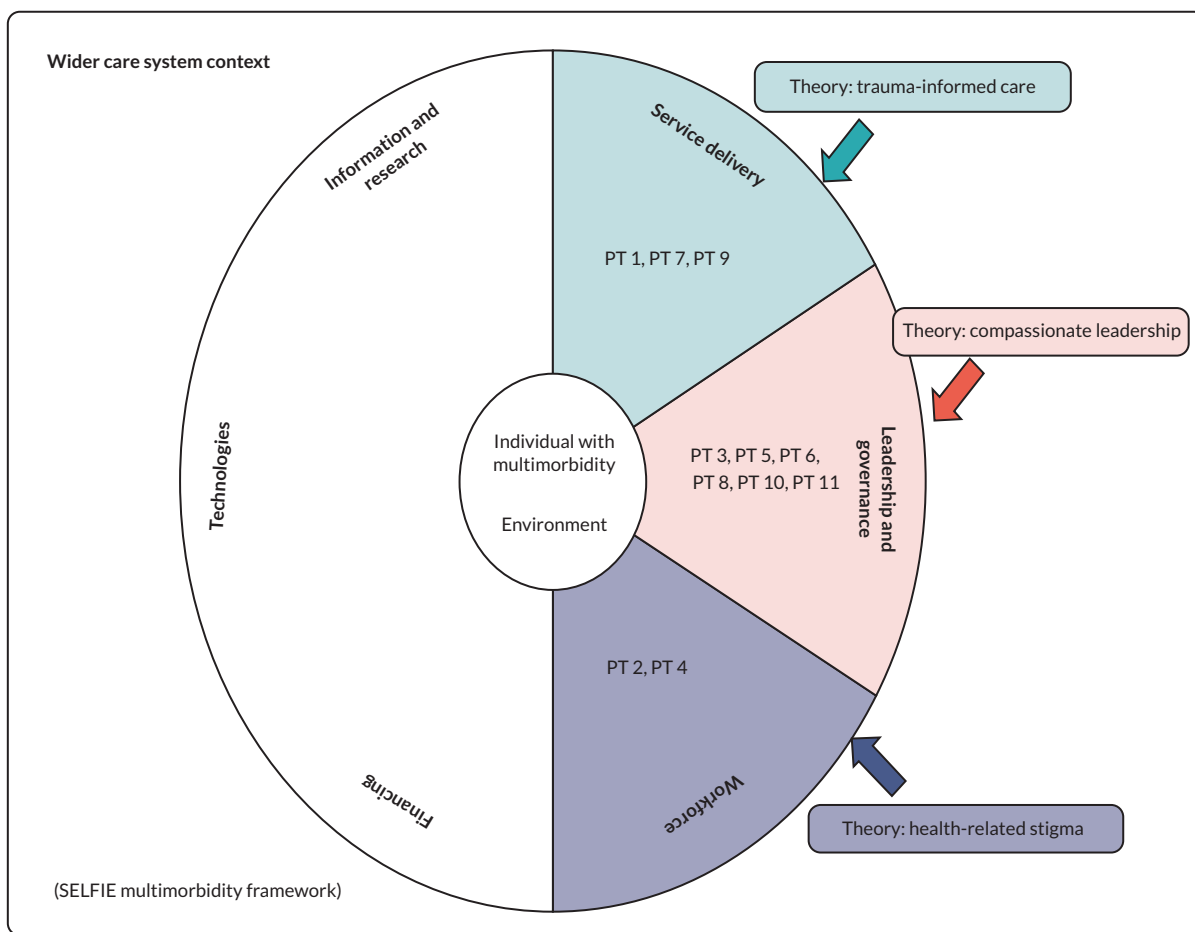 Wider care system context
Theory: trauma-informed care
Information and
research
Service delivery
PT 1, PT 7, PT 9
Theory: compassionate leadership
Technologies
Individual with
multimorbidity
Environment
PT 3, PT 5, PT 6,
PT 8, PT 10, PT 11
Leadership and
governance
PT 2, PT 4
Financing
Workforce
Theory: health-related stigma
(SELFIE multimorbidity framework)